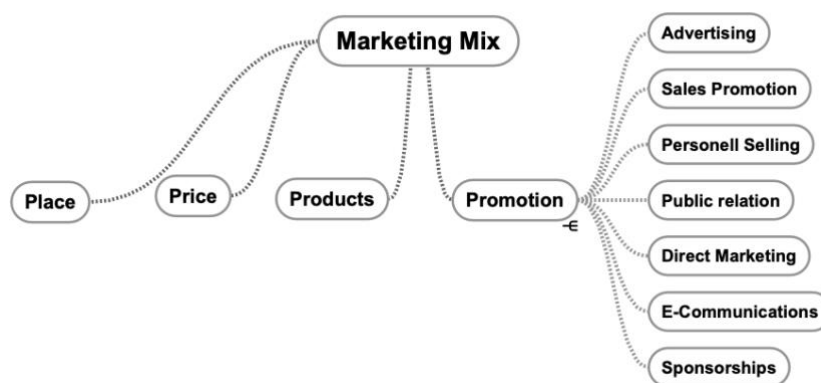 Marketing Mix
Place
Price
Products
Promotion
Advertising
Sales Promotion
Personell Selling
Public relation
Direct Marketing
E-Communications
Sponsorships